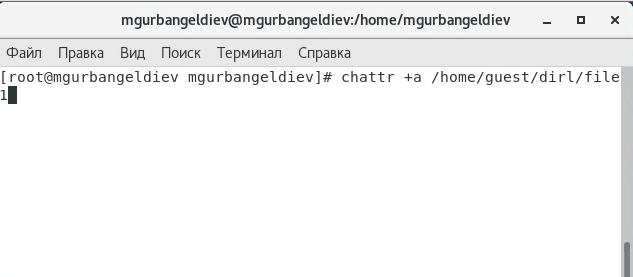 mgurbangeldiev@mgurbangeldiev:/home/mgurbangeldiev
Файл Правка Вид Поиск Терминал Справка
[root@mgurbangeldiev mgurbangeldiev]# chattr +a /home/guest/dirl/file
1